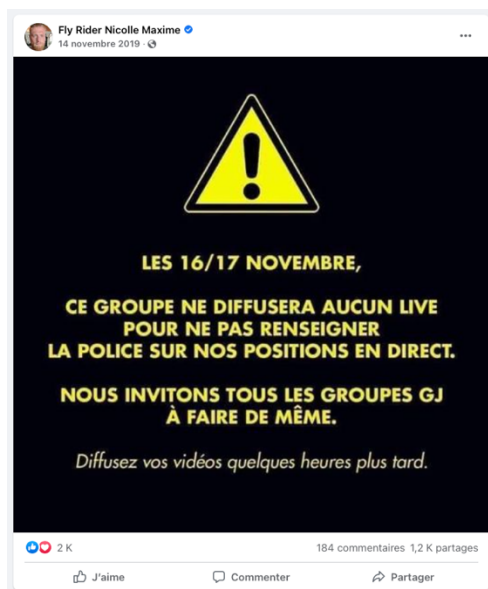 Fly Rider Nicolle Maxime
14 novembre 2019 ·
...
LES 16/17 NOVEMBRE,
CE GROUPE NE DIFFUSERA AUCUN LIVE
POUR NE PAS RENSEIGNER
LA POLICE SUR NOS POSITIONS EN DIRECT.
NOUS INVITONS TOUS LES GROUPES GJ
À FAIRE DE MÊME.
Diffusez vos vidéos quelques heures plus tard.
2 K 184 commentaires 1,2 K partages
J'aime Commenter Partager